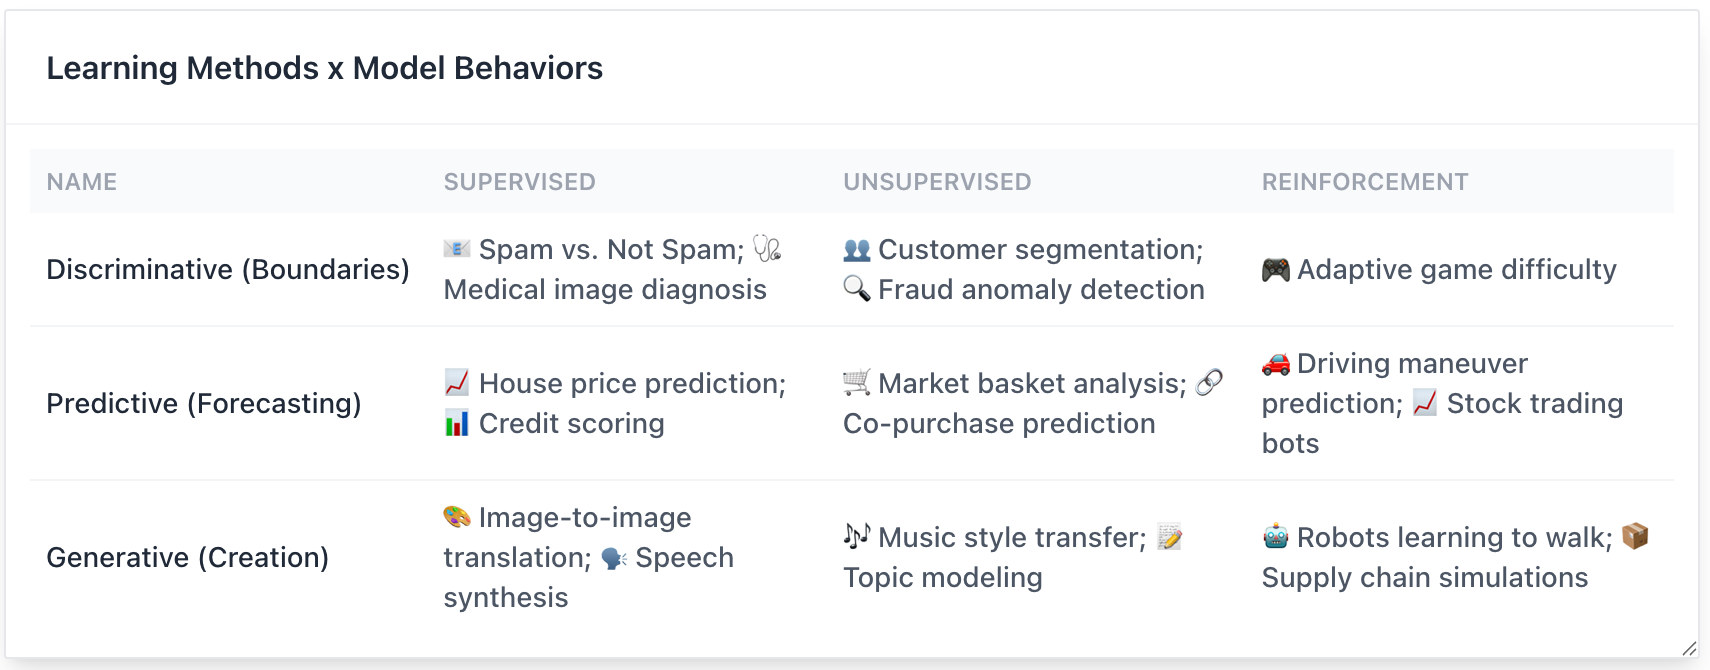 Learning Methods x Model Behaviors
NAME SUPERVISED UNSUPERVISED REINFORCEMENT
Discriminative (Boundaries)
📧 Spam vs. Not Spam; 🩺
Medical image diagnosis
👥 Customer segmentation;
🔍 Fraud anomaly detection
🎮 Adaptive game difficulty
Predictive (Forecasting)
📈 House price prediction;
📊 Credit scoring
🛒 Market basket analysis; 🔗
Co-purchase prediction
🚗 Driving maneuver
prediction; 📈 Stock trading
bots
Generative (Creation)
🎨 Image-to-image
translation; 🗣️ Speech
synthesis
🎶 Music style transfer; 📝
Topic modeling
🤖 Robots learning to walk; 📦
Supply chain simulations